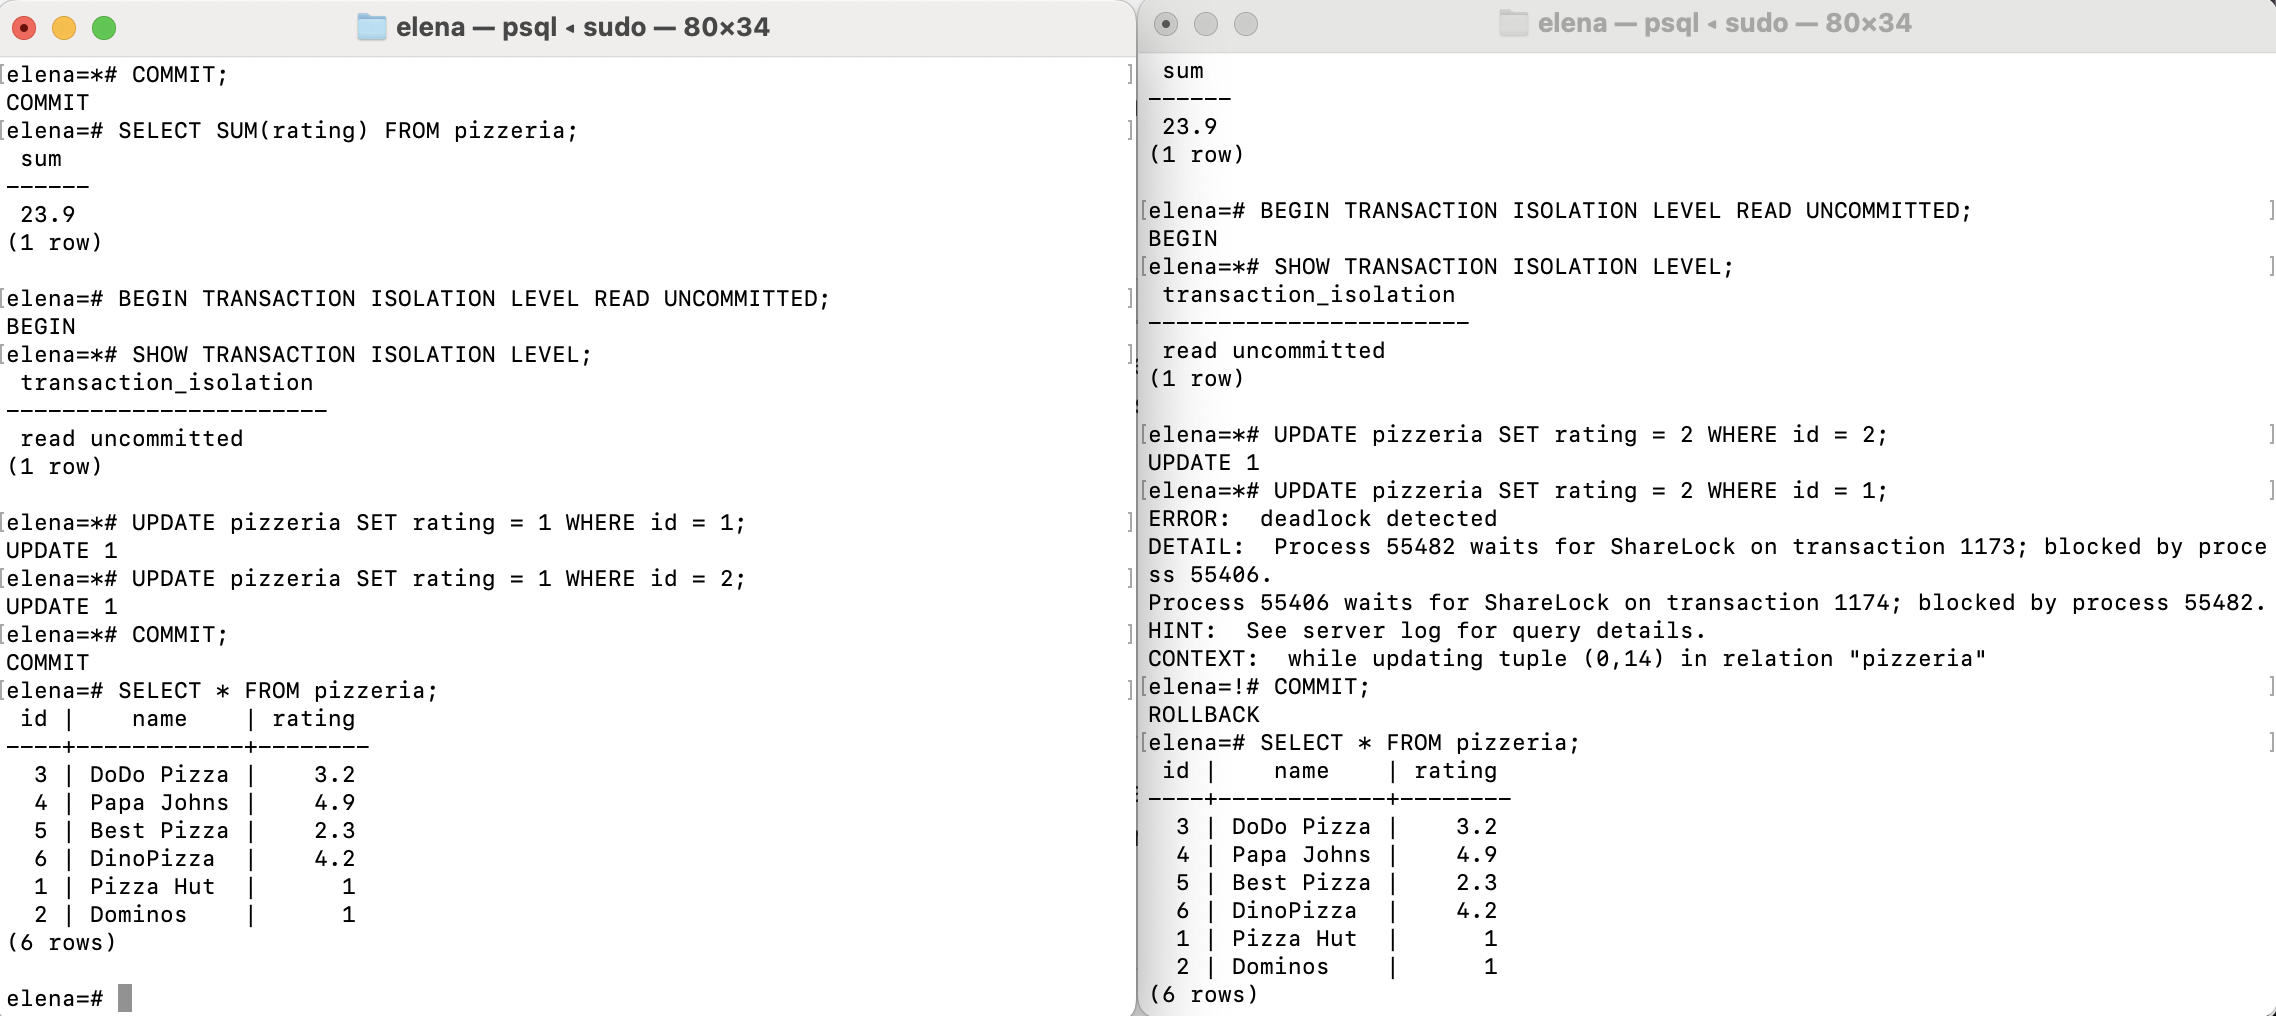 elena — psql ◂ sudo — 80×34
elena=*# COMMIT;
COMMIT
elena=# SELECT SUM(rating) FROM pizzeria;
 sum
------
 23.9
(1 row)

elena=# BEGIN TRANSACTION ISOLATION LEVEL READ UNCOMMITTED;
BEGIN
elena=*# SHOW TRANSACTION ISOLATION LEVEL;
 transaction_isolation
-----------------------
 read uncommitted
(1 row)

elena=*# UPDATE pizzeria SET rating = 1 WHERE id = 1;
UPDATE 1
elena=*# UPDATE pizzeria SET rating = 1 WHERE id = 2;
UPDATE 1
elena=*# COMMIT;
COMMIT
elena=# SELECT * FROM pizzeria;
 id |    name    | rating
----+------------+--------
  3 | DoDo Pizza |    3.2
  4 | Papa Johns |    4.9
  5 | Best Pizza |    2.3
  6 | DinoPizza  |    4.2
  1 | Pizza Hut  |      1
  2 | Dominos    |      1
(6 rows)

elena=#
elena — psql ◂ sudo — 80×34
 sum
------
 23.9
(1 row)

elena=# BEGIN TRANSACTION ISOLATION LEVEL READ UNCOMMITTED;
BEGIN
elena=*# SHOW TRANSACTION ISOLATION LEVEL;
 transaction_isolation
-----------------------
 read uncommitted
(1 row)

elena=*# UPDATE pizzeria SET rating = 2 WHERE id = 2;
UPDATE 1
elena=*# UPDATE pizzeria SET rating = 2 WHERE id = 1;
ERROR:  deadlock detected
DETAIL:  Process 55482 waits for ShareLock on transaction 1173; blocked by proce
ss 55406.
Process 55406 waits for ShareLock on transaction 1174; blocked by process 55482.
HINT:  See server log for query details.
CONTEXT:  while updating tuple (0,14) in relation "pizzeria"
elena=!# COMMIT;
ROLLBACK
elena=# SELECT * FROM pizzeria;
 id |    name    | rating
----+------------+--------
  3 | DoDo Pizza |    3.2
  4 | Papa Johns |    4.9
  5 | Best Pizza |    2.3
  6 | DinoPizza  |    4.2
  1 | Pizza Hut  |      1
  2 | Dominos    |      1
(6 rows)